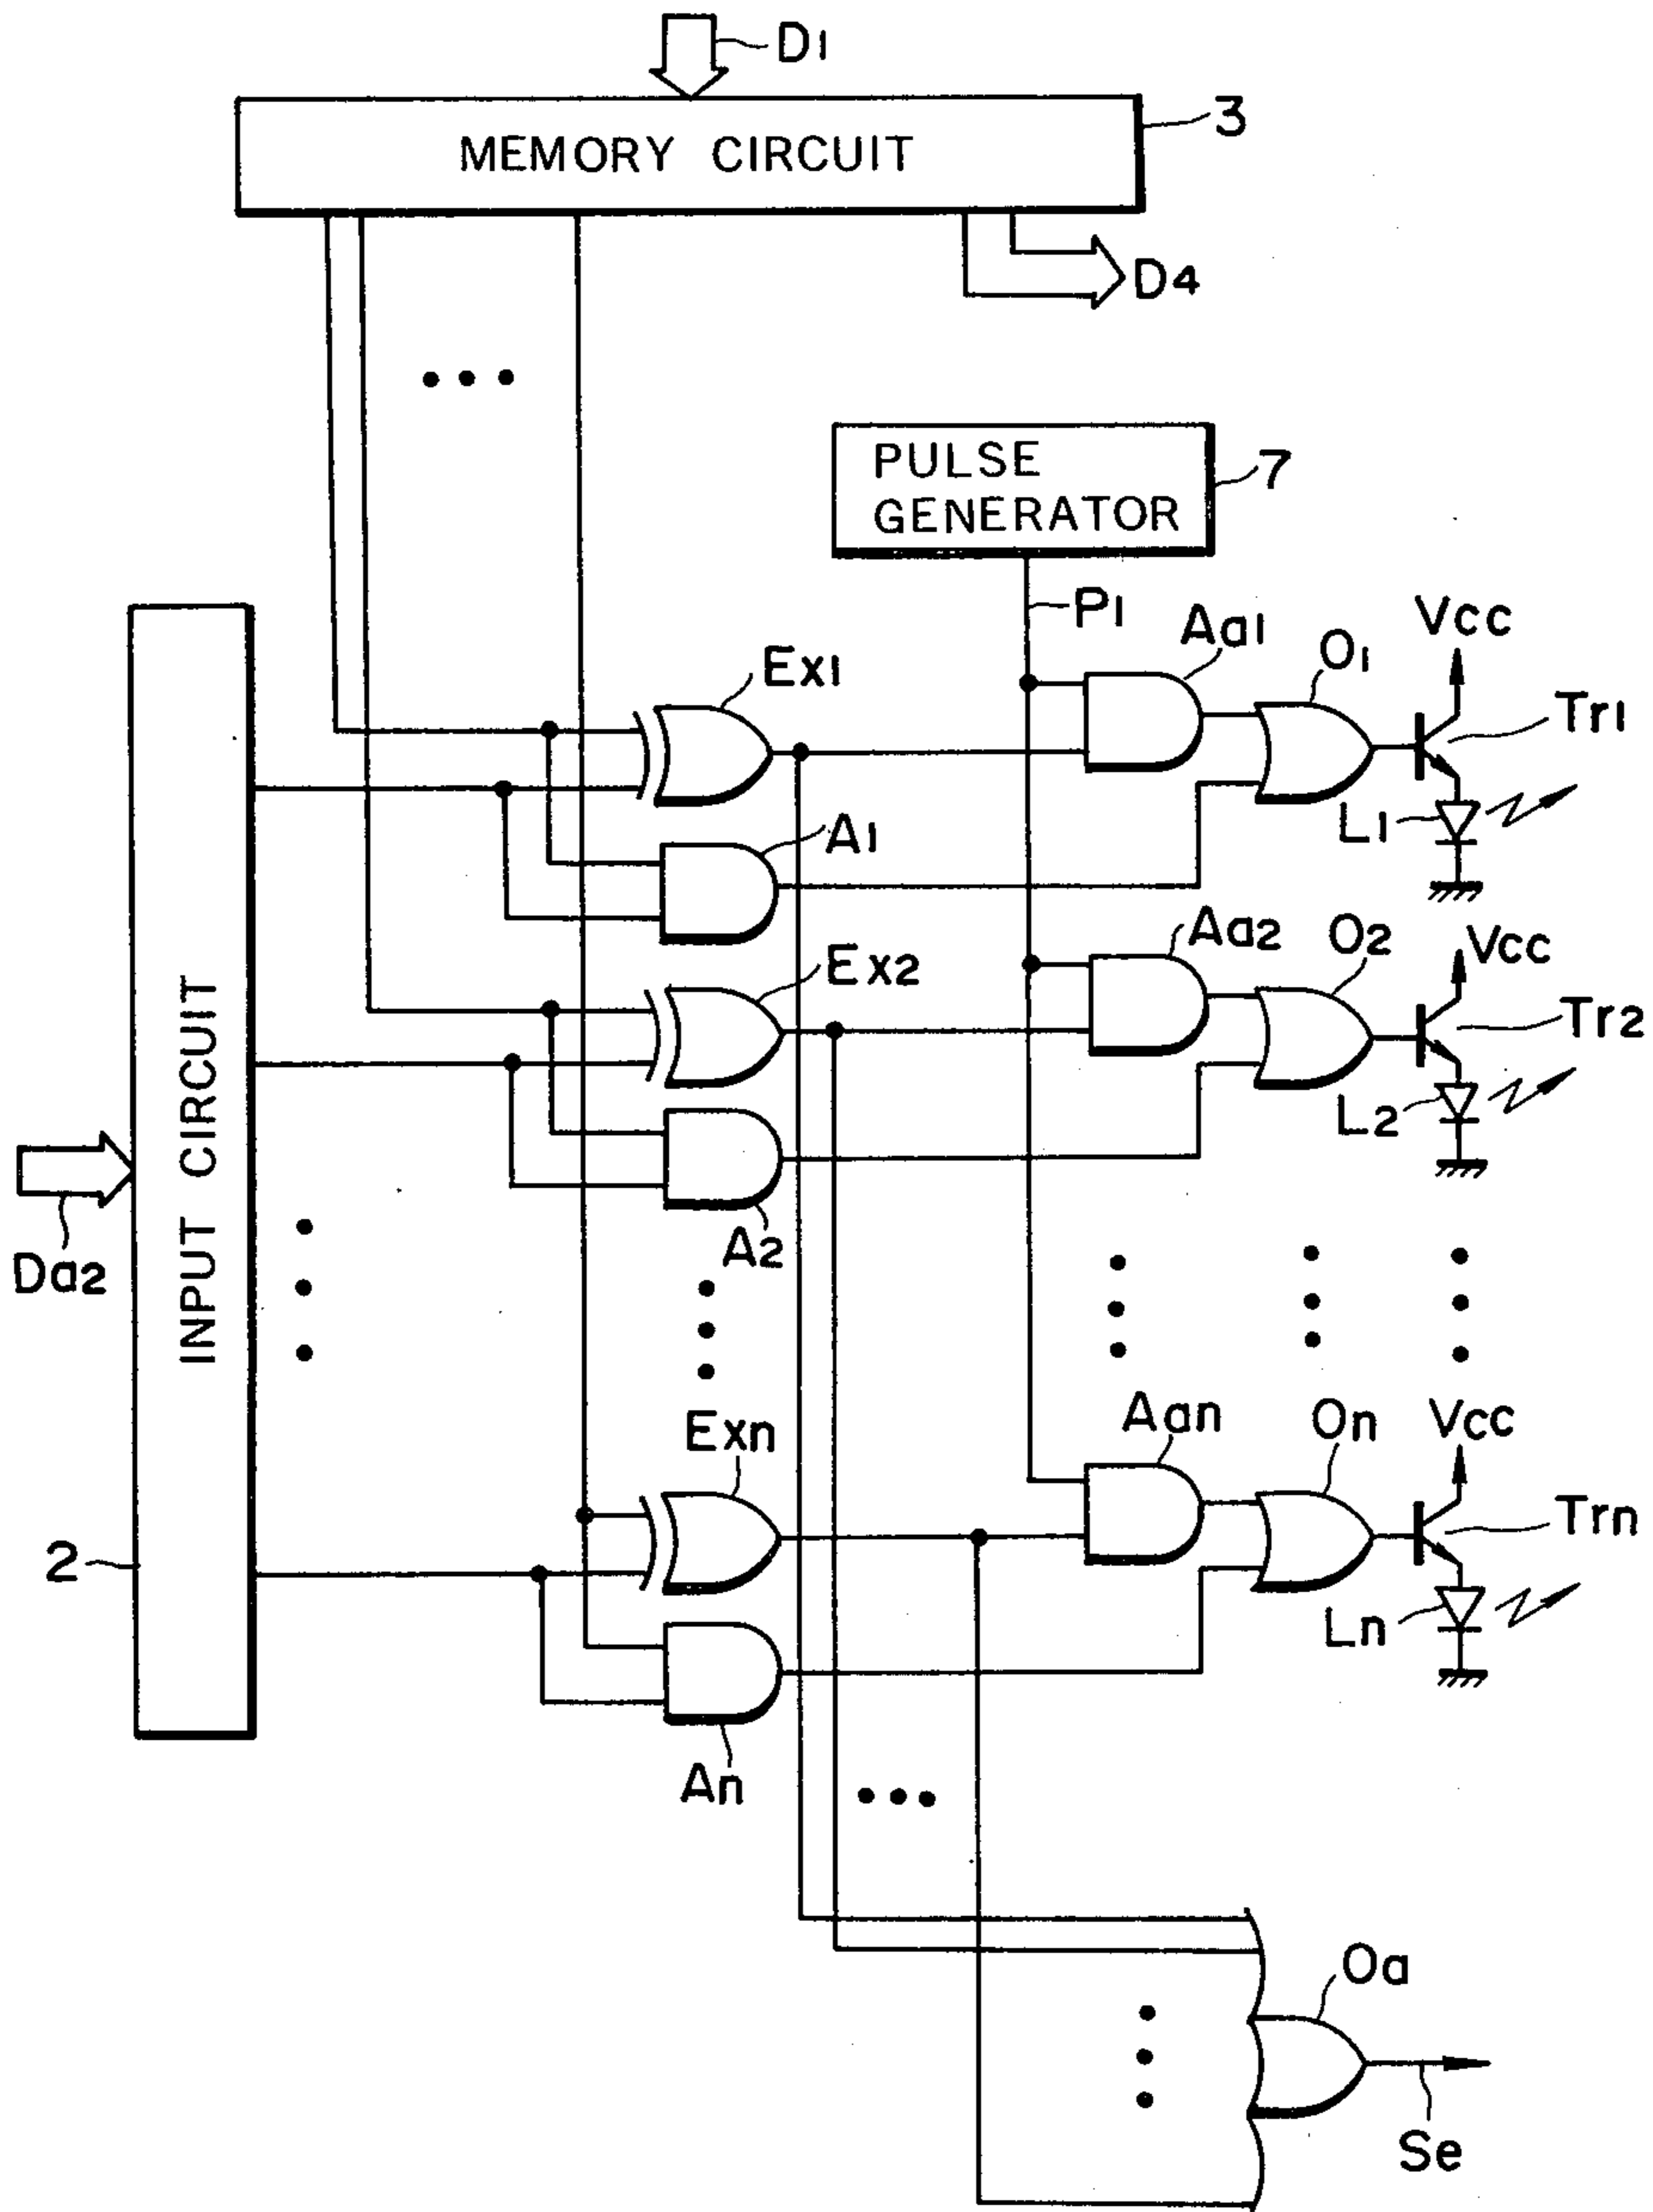 D1
3
MEMORY CIRCUIT
D4
PULSE
GENERATOR
7
P1
Aa1
O1
Vcc
Tr1
Ex1
L1
A1
Aa2
O2
Vcc
Ex2
Tr2
L2
INPUT CIRCUIT
A2
Da2
Exn
Aan
On
Vcc
Trn
2
Ln
An
Oa
Se